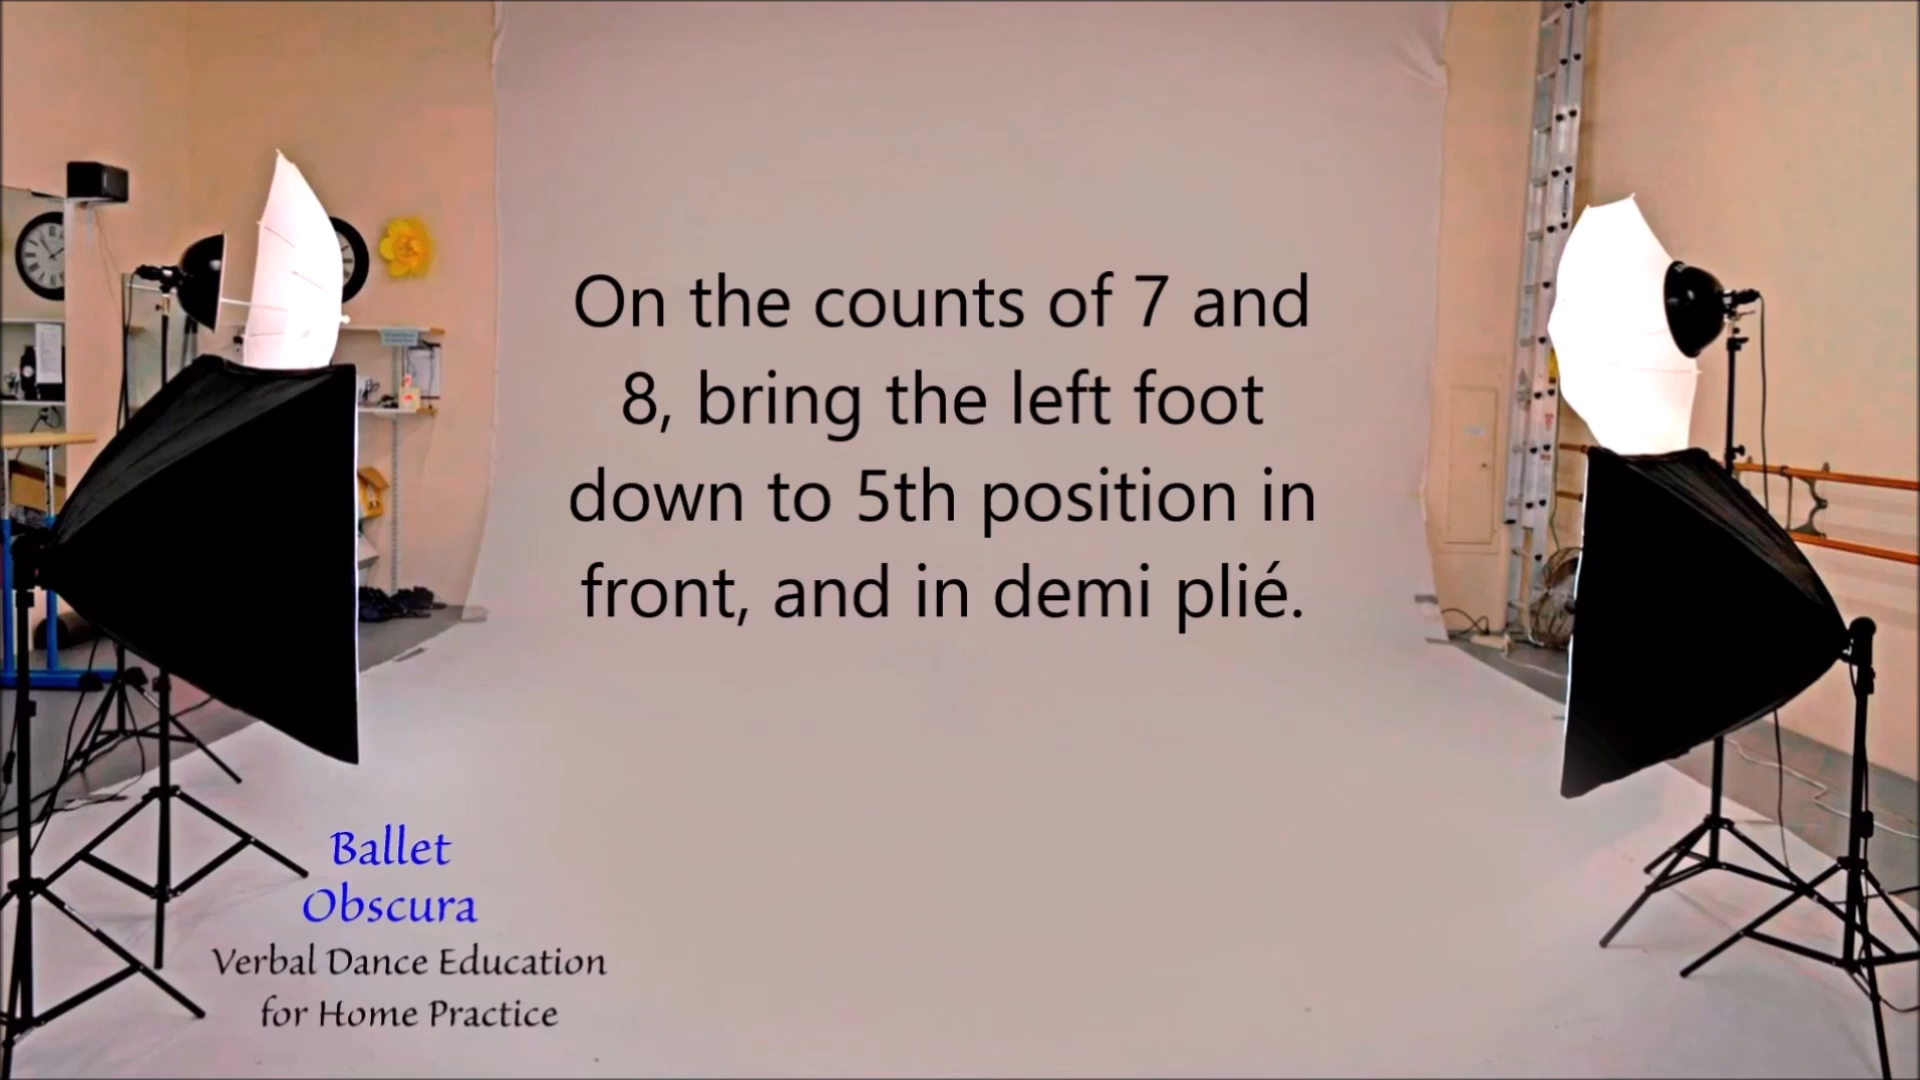 On the counts of 7 and
8, bring the left foot
down to 5th position in
front, and in demi plié.
Ballet
Obscura
Verbal Dance Education
for Home Practice